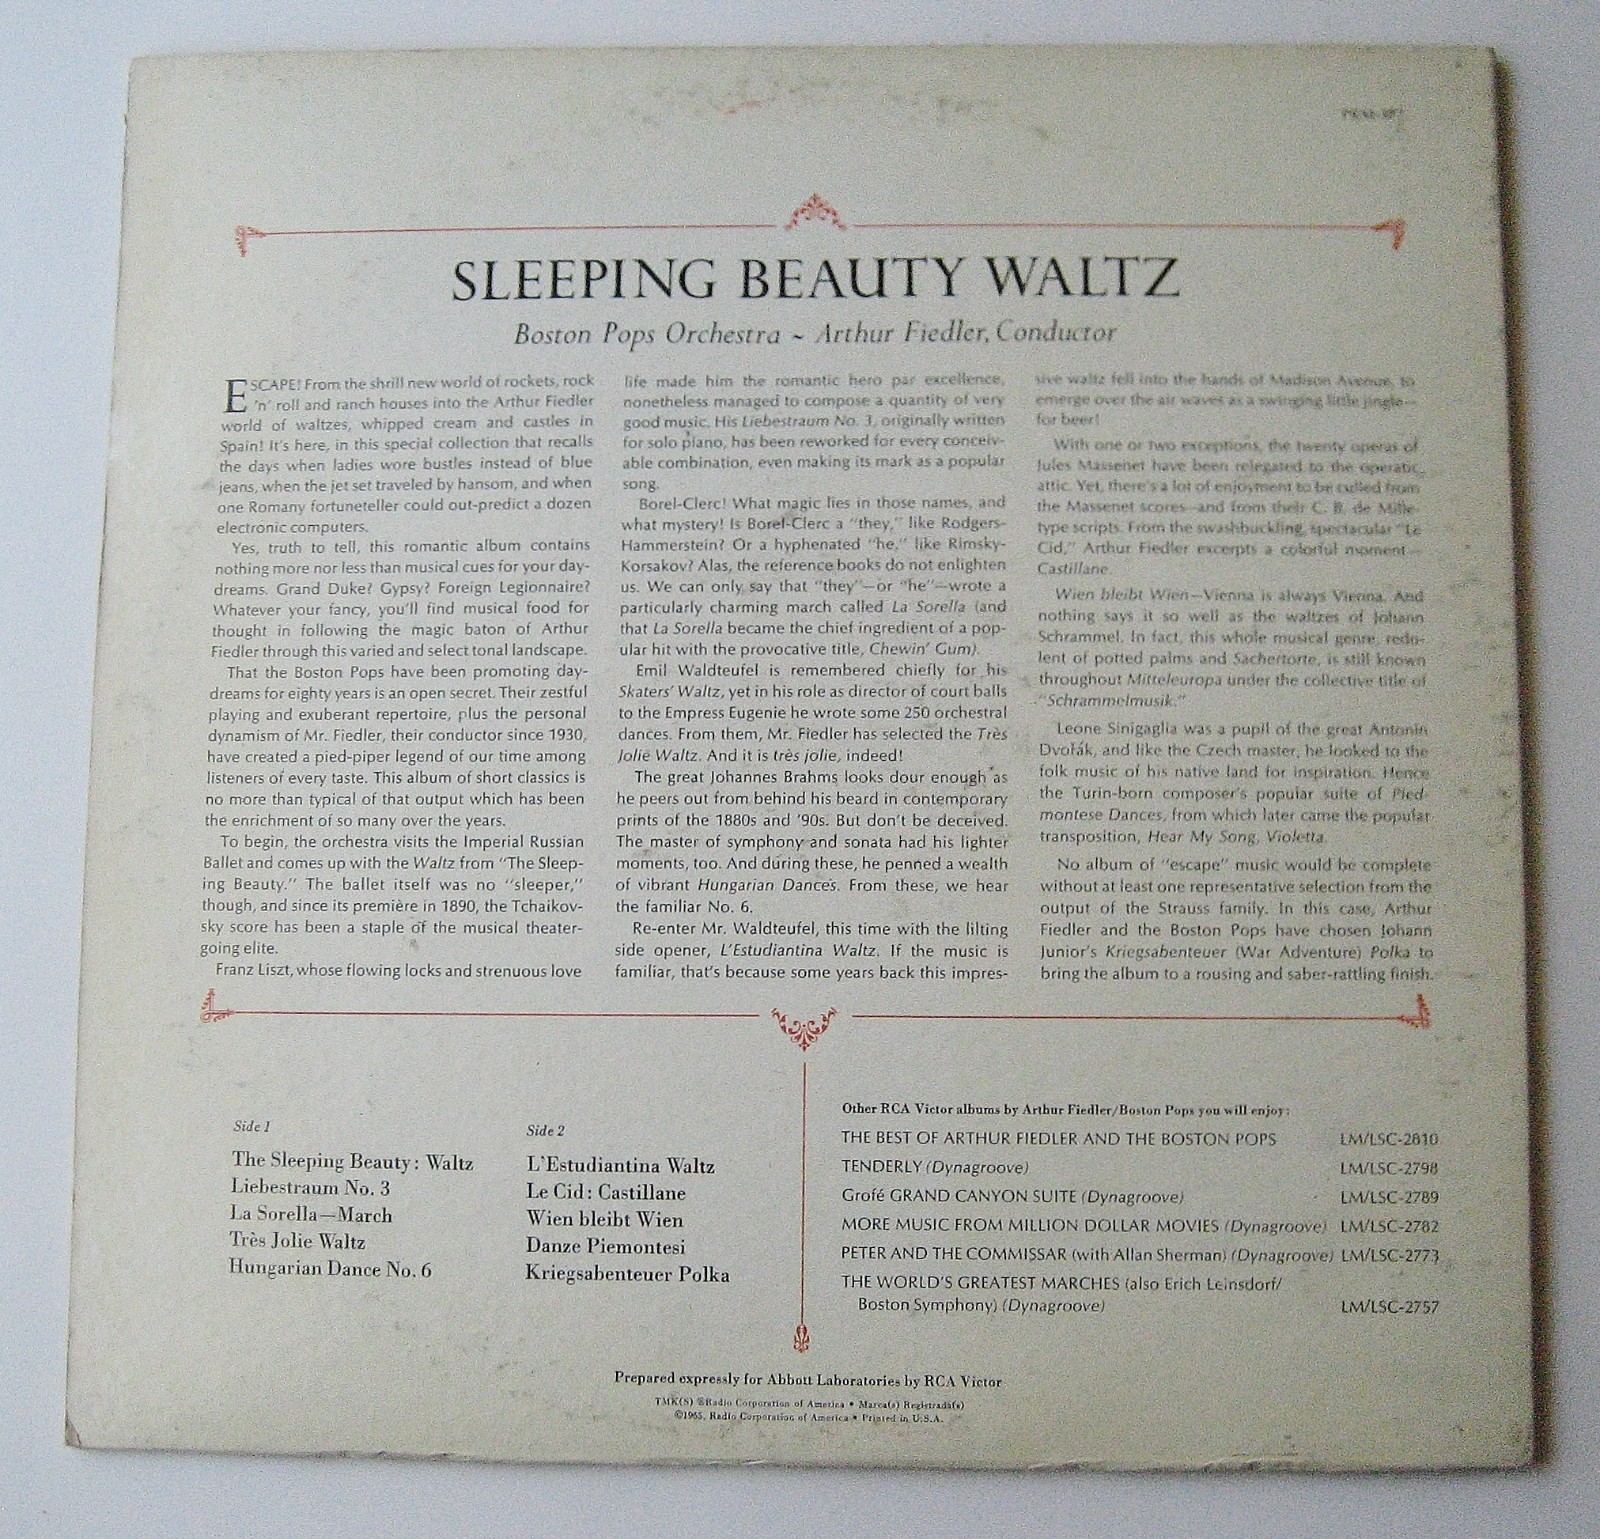 SLEEPING BEAUTY WALTZ
Boston Pops Orchestra ~ Arthur Fiedler, Conductor
ESCAPE! From the shrill new world of rockets, rock
'n' roll and ranch houses into the Arthur Fiedler
world of waltzes, whipped cream and castles in
Spain! It's here, in this special collection that recalls
the days when ladies wore bustles instead of blue
jeans, when the jet set traveled by hansom, and when
one Romany fortuneteller could out-predict a dozen
electronic computers.
Yes, truth to tell, this romantic album contains
nothing more nor less than musical cues for your day-
dreams. Grand Duke? Gypsy? Foreign Legionnaire?
Whatever your fancy, you'll find musical food for
thought in following the magic baton of Arthur
Fiedler through this varied and select tonal landscape.
That the Boston Pops have been promoting day-
dreams for eighty years is an open secret. Their zestful
playing and exuberant repertoire, plus the personal
dynamism of Mr. Fiedler, their conductor since 1930,
have created a pied-piper legend of our time among
listeners of every taste. This album of short classics is
no more than typical of that output which has been
the enrichment of so many over the years.
To begin, the orchestra visits the Imperial Russian
Ballet and comes up with the Waltz from "The Sleep-
ing Beauty." The ballet itself was no "sleeper,"
though, and since its première in 1890, the Tchaikov-
sky score has been a staple of the musical theater-
going elite.
Franz Liszt, whose flowing locks and strenuous love
life made him the romantic hero par excellence,
nonetheless managed to compose a quantity of very
good music. His Liebestraum No. 3, originally written
for solo piano, has been reworked for every conceiv-
able combination, even making its mark as a popular
song.
Borel-Clerc! What magic lies in those names, and
what mystery! Is Borel-Clerc a "they," like Rodgers-
Hammerstein? Or a hyphenated "he," like Rimsky-
Korsakov? Alas, the reference books do not enlighten
us. We can only say that "they"—or "he"—wrote a
particularly charming march called La Sorella (and
that La Sorella became the chief ingredient of a pop-
ular hit with the provocative title, Chewin' Gum).
Emil Waldteufel is remembered chiefly for his
Skaters' Waltz, yet in his role as director of court balls
to the Empress Eugenie he wrote some 250 orchestral
dances. From them, Mr. Fiedler has selected the Très
Jolie Waltz. And it is très jolie, indeed!
The great Johannes Brahms looks dour enough as
he peers out from behind his beard in contemporary
prints of the 1880s and '90s. But don't be deceived.
The master of symphony and sonata had his lighter
moments, too. And during these, he penned a wealth
of vibrant Hungarian Dances. From these, we hear
the familiar No. 6.
Re-enter Mr. Waldteufel, this time with the lilting
side opener, L'Estudiantina Waltz. If the music is
familiar, that's because some years back this impres-
sive waltz fell into the hands of Madison Avenue, to
emerge over the air waves as a swinging little jingle—
for beer!
With one or two exceptions, the twenty operas of
Jules Massenet have been relegated to the operatic
attic. Yet, there's a lot of enjoyment to be culled from
the Massenet scores—and from their C. B. de Mille-
type scripts. From the swashbuckling, spectacular "Le
Cid," Arthur Fiedler excerpts a colorful moment—
Castillane.
Wien bleibt Wien—Vienna is always Vienna. And
nothing says it so well as the waltzes of Johann
Schrammel. In fact, this whole musical genre, redo-
lent of potted palms and Sachertorte, is still known
throughout Mitteleuropa under the collective title of
"Schrammelmusik."
Leone Sinigaglia was a pupil of the great Antonin
Dvořák, and like the Czech master, he looked to the
folk music of his native land for inspiration. Hence
the Turin-born composer's popular suite of Pied-
montese Dances, from which later came the popular
transposition, Hear My Song, Violetta.
No album of "escape" music would be complete
without at least one representative selection from the
output of the Strauss family. In this case, Arthur
Fiedler and the Boston Pops have chosen Johann
Junior's Kriegsabenteuer (War Adventure) Polka to
bring the album to a rousing and saber-rattling finish.
Side 1
The Sleeping Beauty: Waltz
Liebestraum No. 3
La Sorella—March
Très Jolie Waltz
Hungarian Dance No. 6
Side 2
L'Estudiantina Waltz
Le Cid: Castillane
Wien bleibt Wien
Danze Piemontesi
Kriegsabenteuer Polka
Other RCA Victor albums by Arthur Fiedler/Boston Pops you will enjoy:
THE BEST OF ARTHUR FIEDLER AND THE BOSTON POPS LM/LSC-2810
TENDERLY (Dynagroove) LM/LSC-2798
Grofé GRAND CANYON SUITE (Dynagroove) LM/LSC-2789
MORE MUSIC FROM MILLION DOLLAR MOVIES (Dynagroove) LM/LSC-2782
PETER AND THE COMMISSAR (with Allan Sherman) (Dynagroove) LM/LSC-2773
THE WORLD'S GREATEST MARCHES (also Erich Leinsdorf/
Boston Symphony) (Dynagroove) LM/LSC-2757
Prepared expressly for Abbott Laboratories by RCA Victor
TMK(S) ®Radio Corporation of America • Marca(s) Registrada(s)
©1965, Radio Corporation of America • Printed in U.S.A.